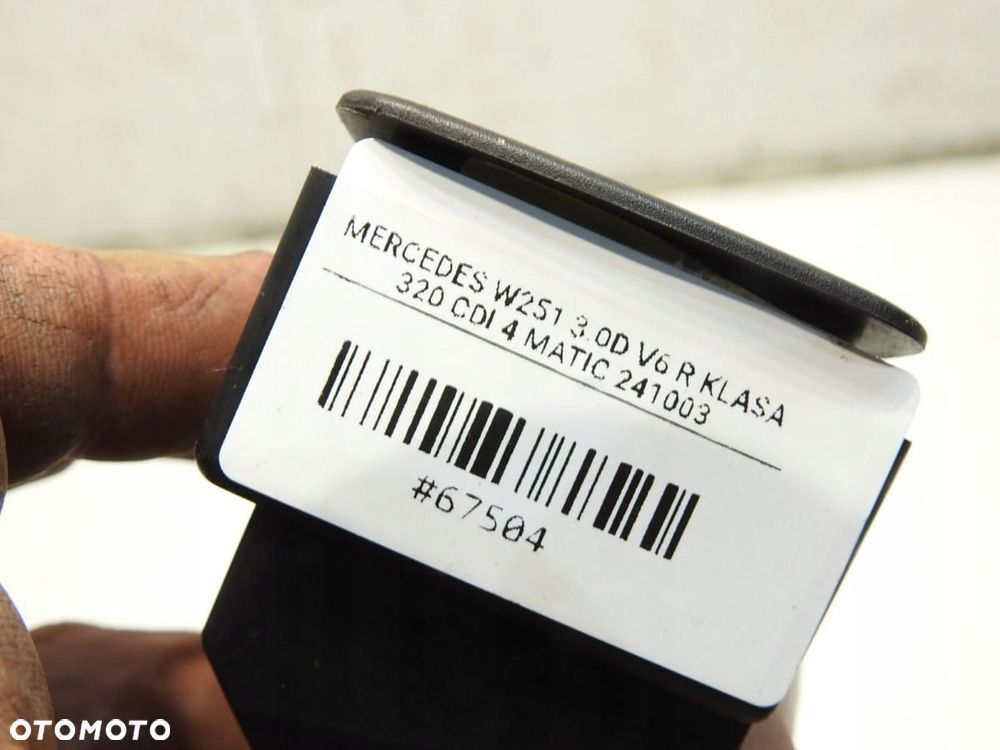 MERCEDES W251 3.0D V6 R KLASA
320 CDI 4 MATIC 241003
#67504
OTOMOTO